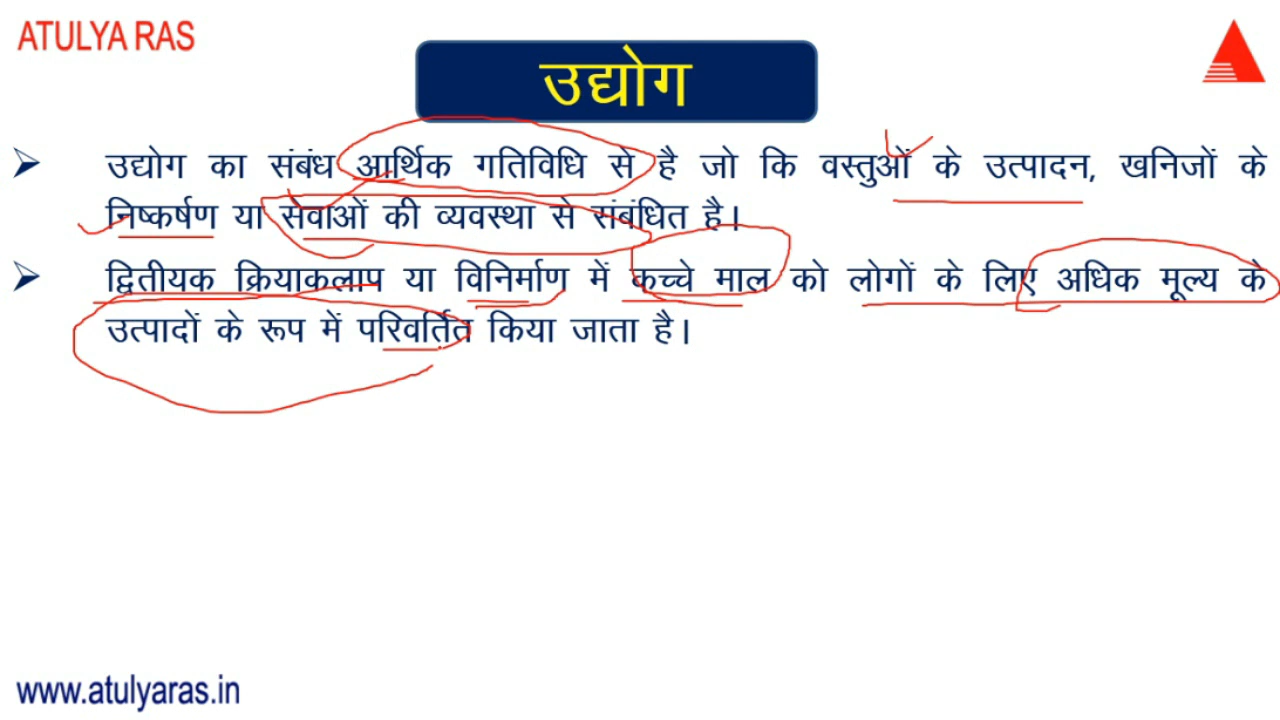 ATULYA RAS
उद्योग
उद्योग का संबंध आर्थिक गतिविधि से है जो कि वस्तुओं के उत्पादन, खनिजों के
निष्कर्षण या सेवाओं की व्यवस्था से संबंधित है।
द्वितीयक क्रियाकलाप या विनिर्माण में कच्चे माल को लोगों के लिए अधिक मूल्य के
उत्पादों के रूप में परिवर्तित किया जाता है।
www.atulyaras.in